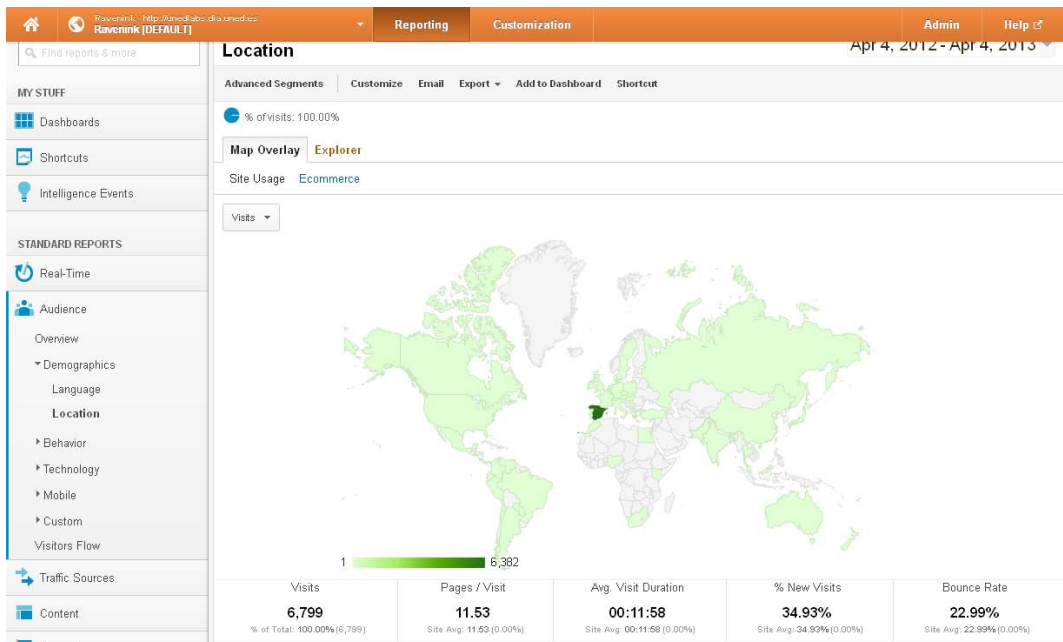 Ravenink - http://unedlabs.dia.uned.es
Ravenink [DEFAULT]
Reporting
Customization
Admin
Help
Find reports & more
MY STUFF
Dashboards
Shortcuts
Intelligence Events
STANDARD REPORTS
Real-Time
Audience
Overview
Demographics
Language
Location
Behavior
Technology
Mobile
Custom
Visitors Flow
Traffic Sources
Content
Location
Apr 4, 2012 - Apr 4, 2013
Advanced Segments
Customize
Email
Export
Add to Dashboard
Shortcut
% of visits: 100.00%
Map Overlay
Explorer
Site Usage
Ecommerce
Visits
1
6,382
Visits
6,799
% of Total: 100.00% (6,799)
Pages / Visit
11.53
Site Avg: 11.53 (0.00%)
Avg. Visit Duration
00:11:58
Site Avg: 00:11:58 (0.00%)
% New Visits
34.93%
Site Avg: 34.93% (0.00%)
Bounce Rate
22.99%
Site Avg: 22.99% (0.00%)